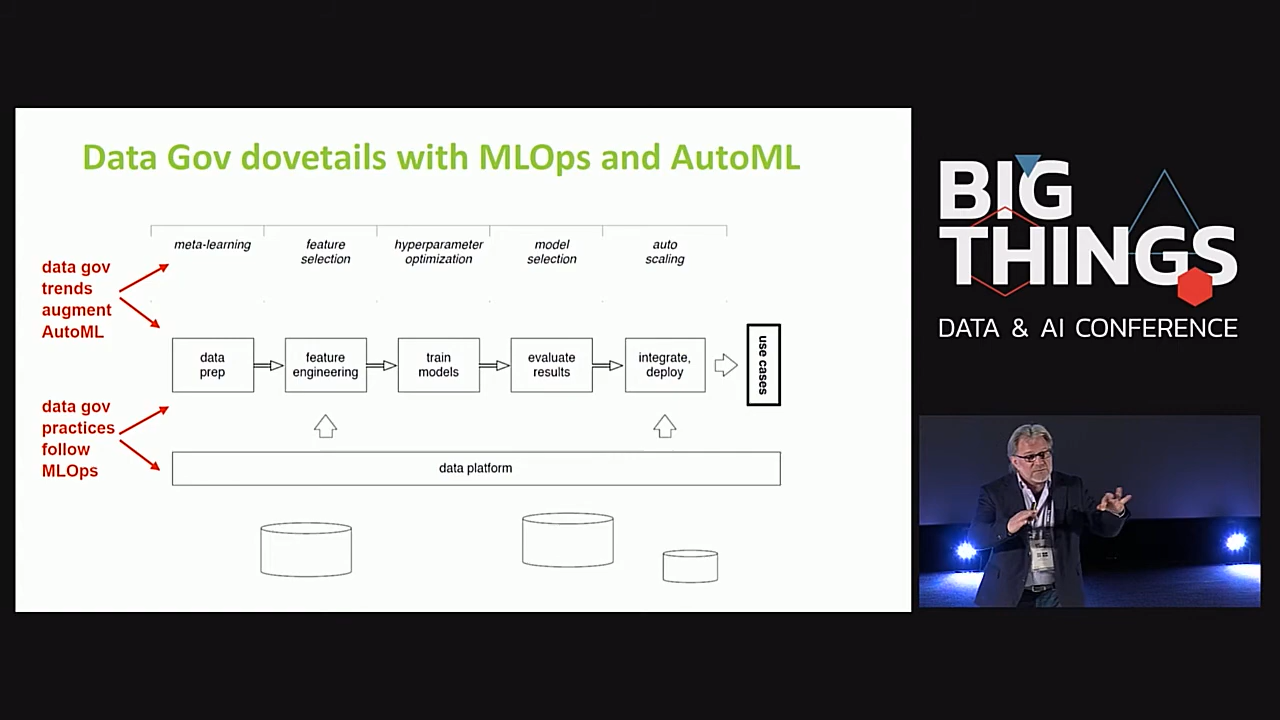 Data Gov dovetails with MLOps and AutoML
meta-learning
feature
selection
hyperparameter
optimization
model
selection
auto
scaling
data gov
trends
augment
AutoML
data
prep
feature
engineering
train
models
evaluate
results
integrate,
deploy
use cases
data gov
practices
follow
MLOps
data platform
BIG
THINGS
DATA & AI CONFERENCE